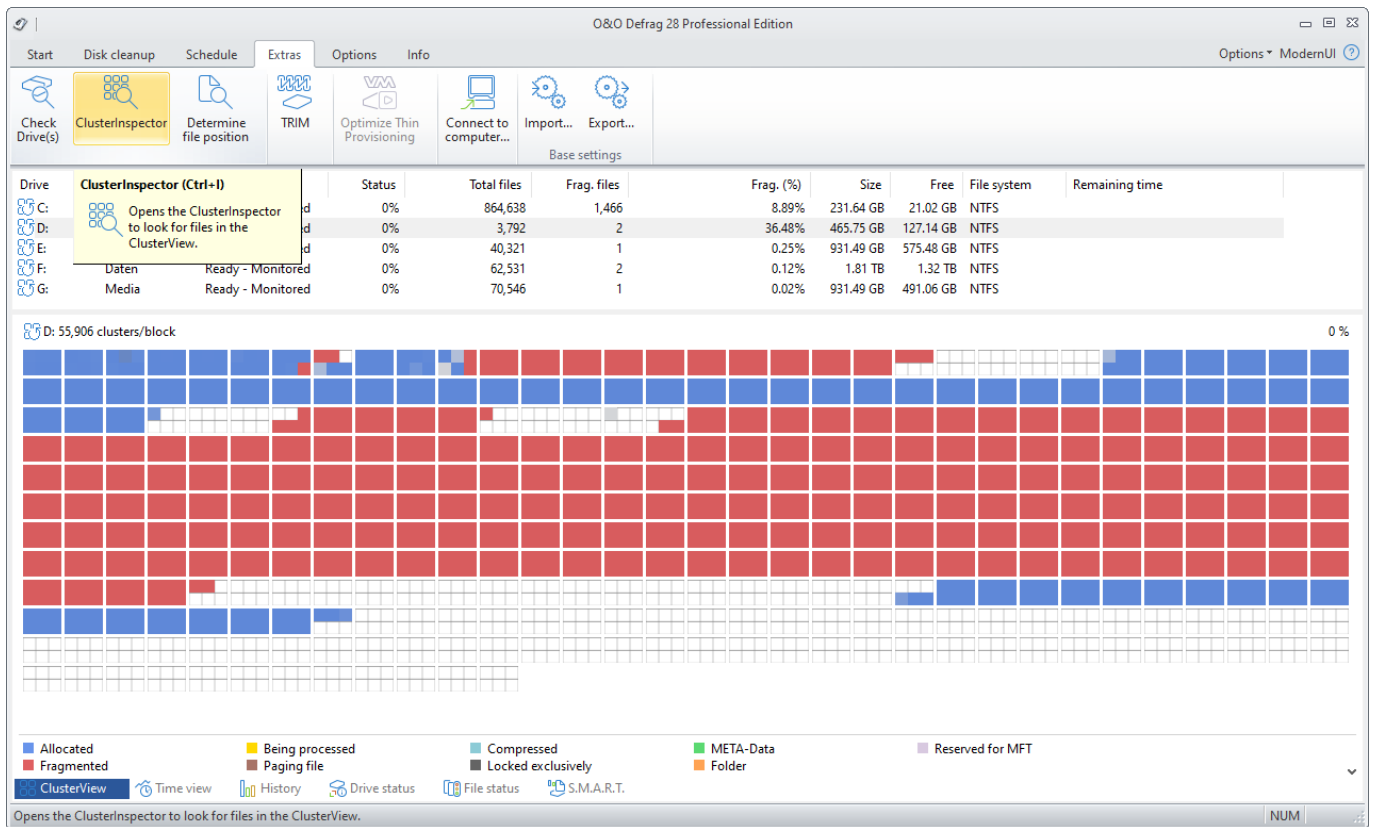 O&O Defrag 28 Professional Edition
Start Disk cleanup Schedule Extras Options Info Options ModernUI ?
Check Drive(s)
ClusterInspector
Determine file position
TRIM
Optimize Thin Provisioning
Connect to computer...
Import... Export...
Base settings
Drive Status Total files Frag. files Frag. (%) Size Free File system Remaining time
ClusterInspector (Ctrl+I)
Opens the ClusterInspector
to look for files in the
ClusterView.
C: ed 0% 864,638 1,466 8.89% 231.64 GB 21.02 GB NTFS
D: ed 0% 3,792 2 36.48% 465.75 GB 127.14 GB NTFS
E: ed 0% 40,321 1 0.25% 931.49 GB 575.48 GB NTFS
F: Daten Ready - Monitored 0% 62,531 2 0.12% 1.81 TB 1.32 TB NTFS
G: Media Ready - Monitored 0% 70,546 1 0.02% 931.49 GB 491.06 GB NTFS
D: 55,906 clusters/block 0 %
Allocated Being processed Compressed META-Data Reserved for MFT
Fragmented Paging file Locked exclusively Folder
ClusterView Time view History Drive status File status S.M.A.R.T.
Opens the ClusterInspector to look for files in the ClusterView. NUM